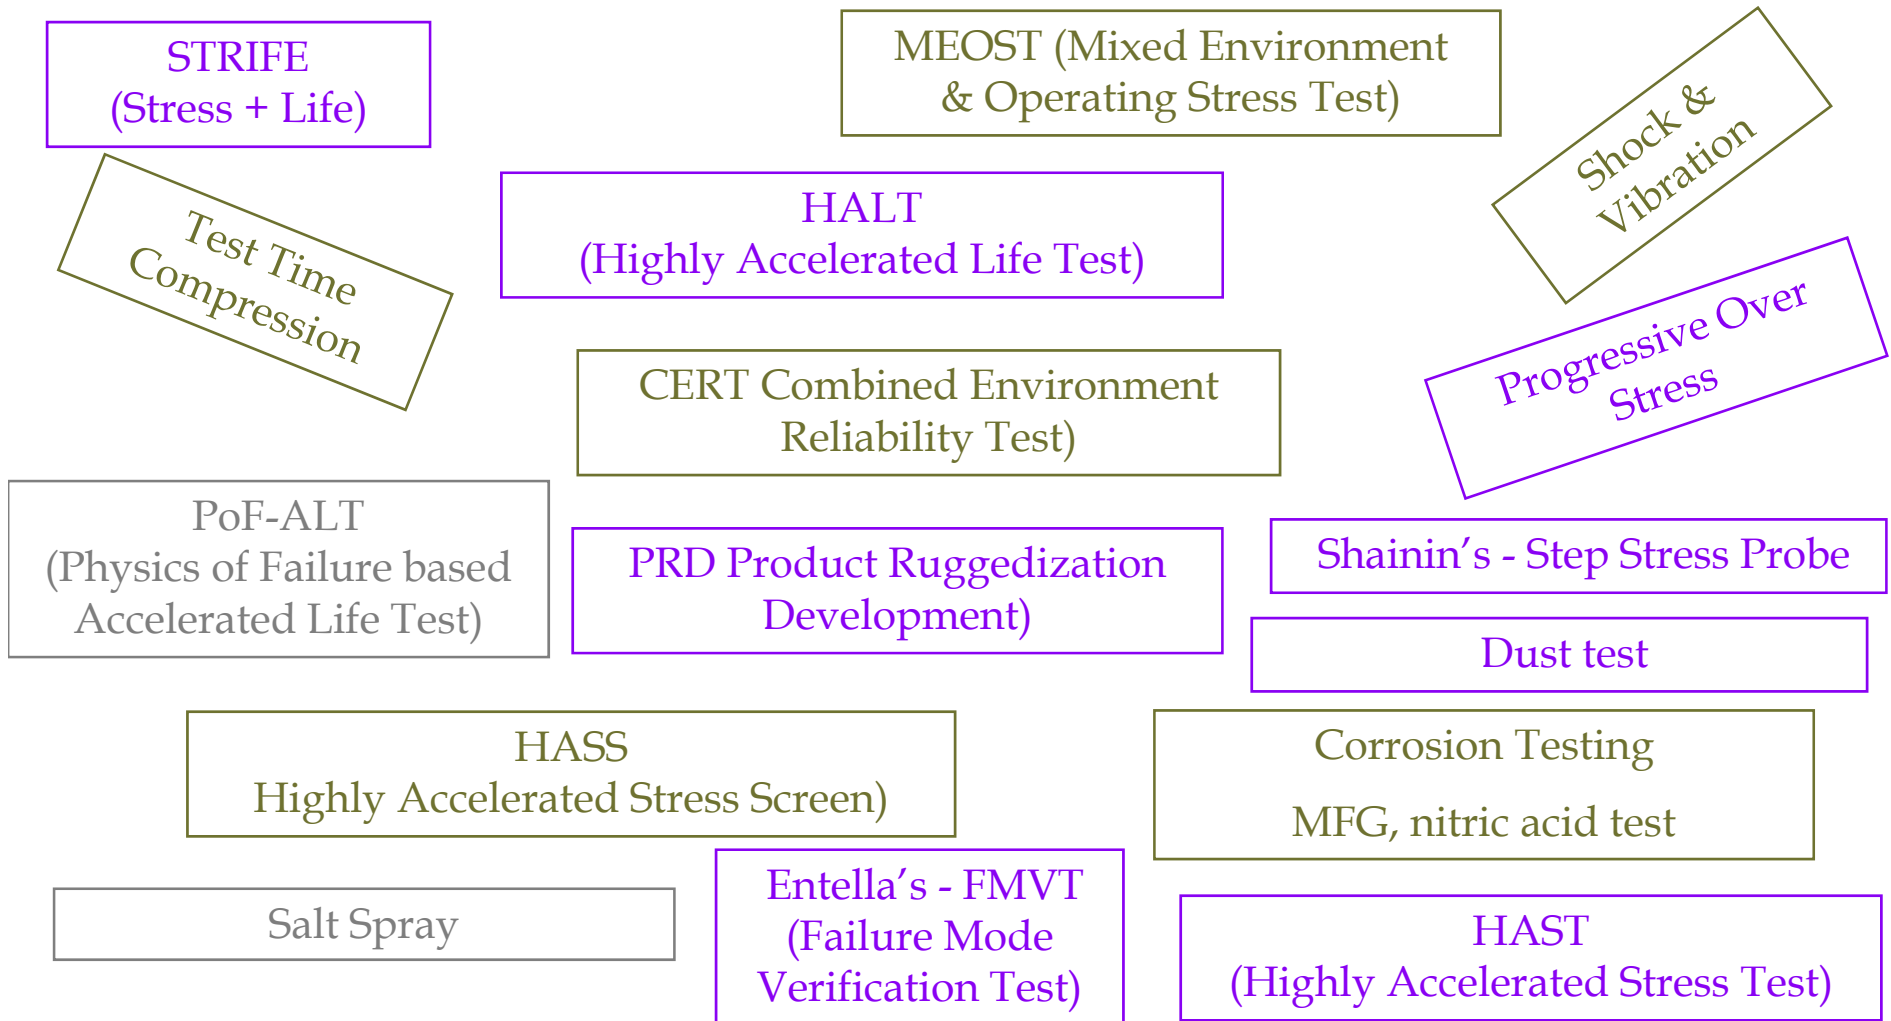 STRIFE
(Stress + Life)
MEOST (Mixed Environment
& Operating Stress Test)
Shock &
Vibration
Test Time
Compression
HALT
(Highly Accelerated Life Test)
Progressive Over
Stress
CERT Combined Environment
Reliability Test)
PoF-ALT
(Physics of Failure based
Accelerated Life Test)
PRD Product Ruggedization
Development)
Shainin’s - Step Stress Probe
Dust test
HASS
Highly Accelerated Stress Screen)
Corrosion Testing
MFG, nitric acid test
Salt Spray
Entella’s - FMVT
(Failure Mode
Verification Test)
HAST
(Highly Accelerated Stress Test)